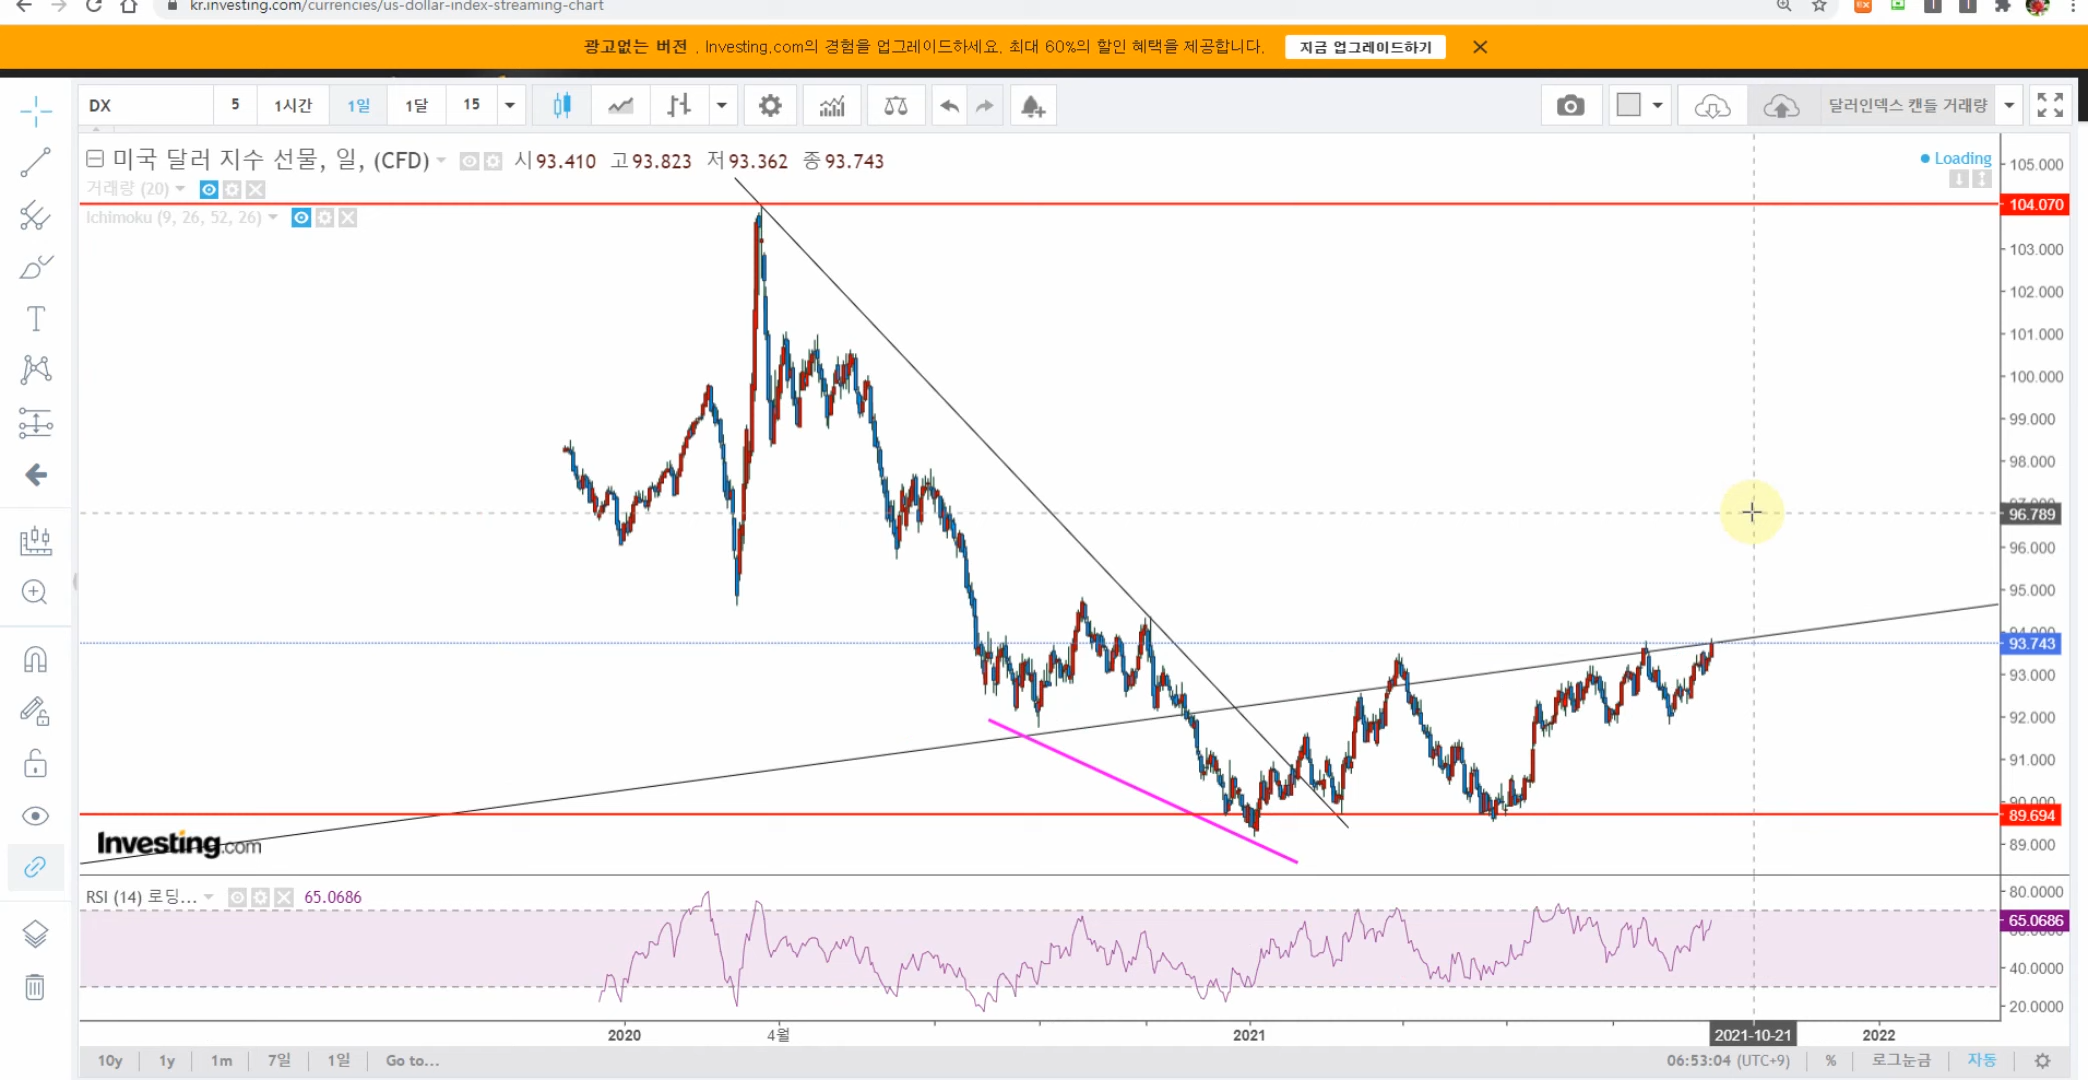 kr.investing.com/currencies/us-dollar-index-streaming-chart
광고없는 버전 . Investing.com의 경험을 업그레이드하세요. 최대 60%의 할인 혜택을 제공합니다. 지금 업그레이드하기
DX 5 1시간 1일 1달 15 달러인덱스 캔들 거래량
미국 달러 지수 선물, 일, (CFD) 시93.410 고93.823 저93.362 종93.743
Loading
거래량 (20)
Ichimoku (9, 26, 52, 26)
105.000
104.070
103.000
102.000
101.000
100.000
99.000
98.000
97.000
96.789
96.000
95.000
94.000
93.743
93.000
92.000
91.000
90.000
89.694
89.000
Investing.com
RSI (14) 로딩... 65.0686
80.0000
65.0686
60.0000
40.0000
20.0000
2020 4월 2021 2021-10-21 2022
10y 1y 1m 7일 1일 Go to... 06:53:04 (UTC+9) % 로그눈금 자동